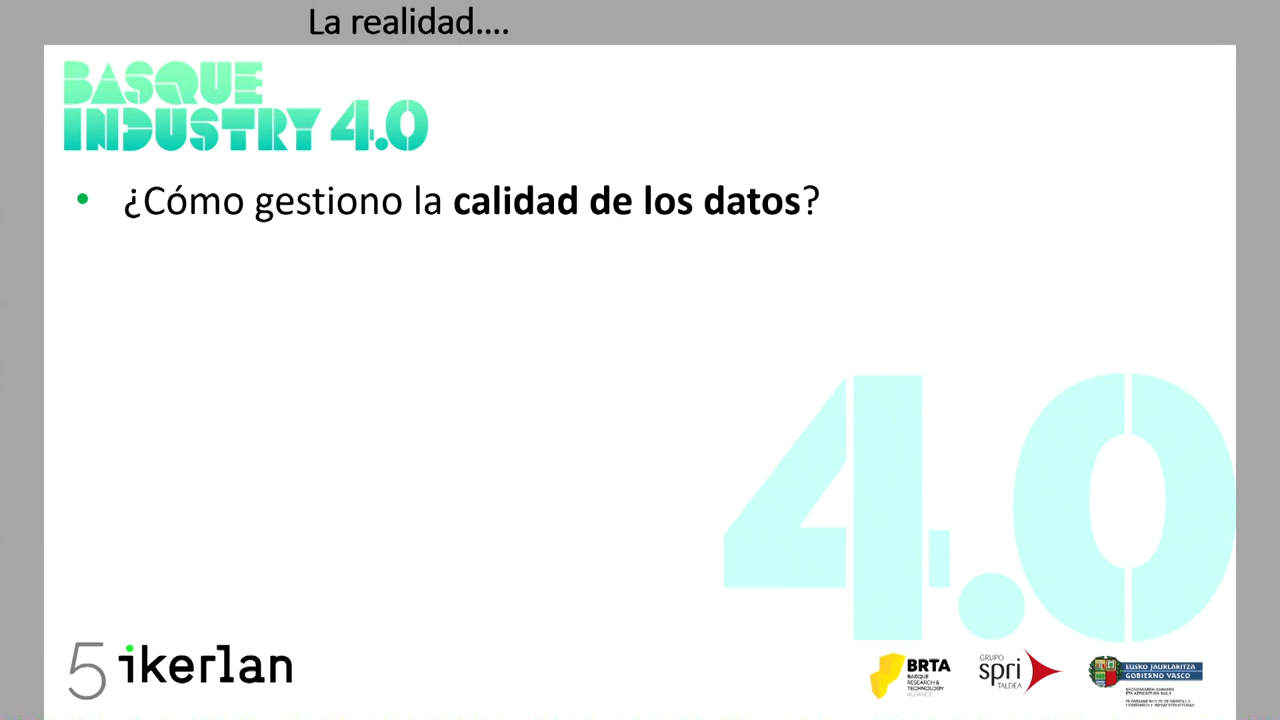 La realidad....
BASQUE
INDUSTRY 4.0
• ¿Cómo gestiono la calidad de los datos?
4.0
5 ikerlan
BRTA
BASQUE
RESEARCH &
TECHNOLOGY
ALLIANCE
GRUPO
spri
TALDEA
EUSKO JAURLARITZA
GOBIERNO VASCO